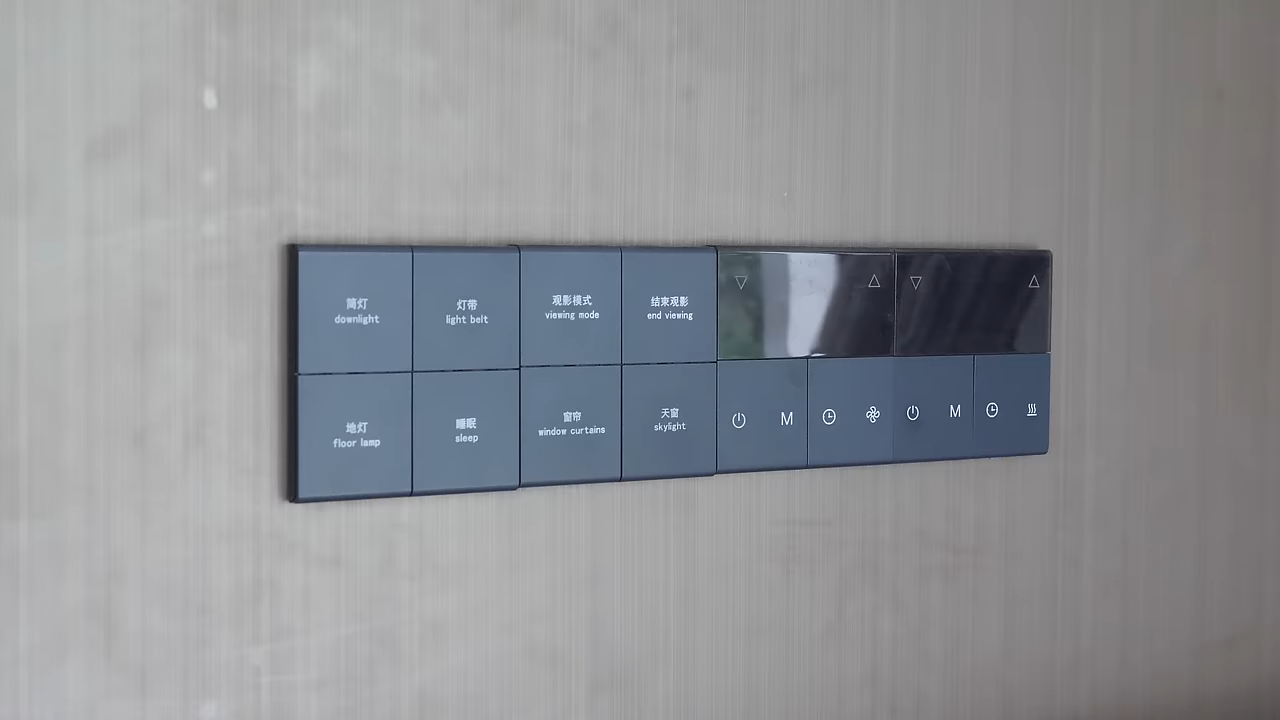 筒灯
downlight
灯带
light belt
观影模式
viewing mode
结束观影
end viewing
地灯
floor lamp
睡眠
sleep
窗帘
window curtains
天窗
skylight
M
M